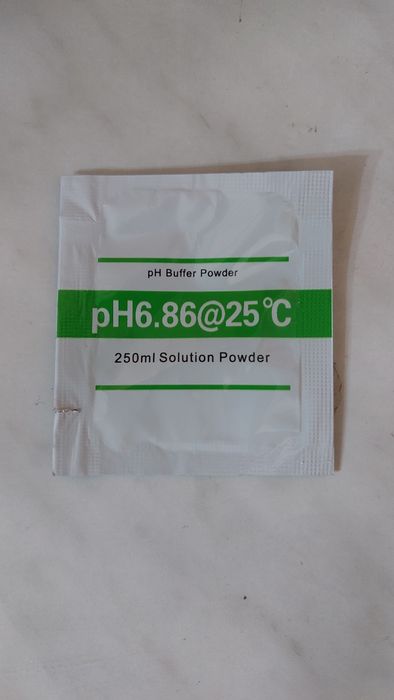 pH Buffer Powder
pH6.86@25℃
250ml Solution Powder